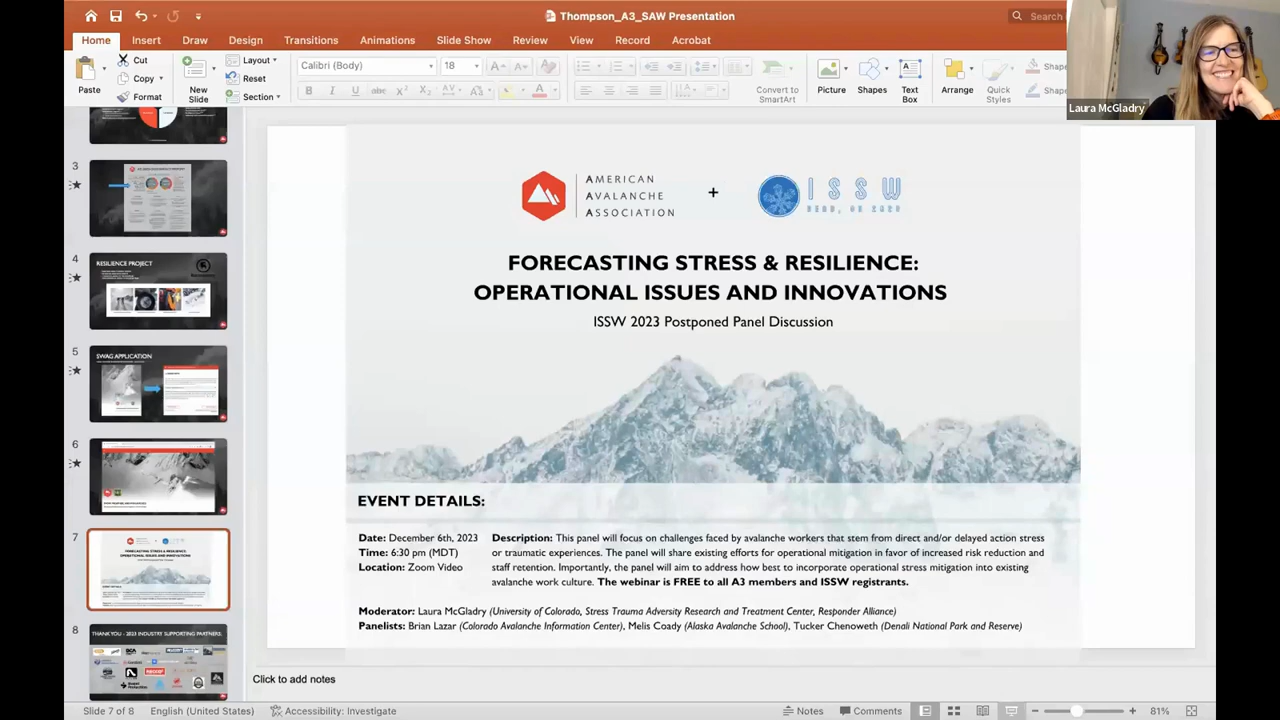 Thompson_A3_SAW Presentation
Search
Home Insert Draw Design Transitions Animations Slide Show Review View Record Acrobat
Paste
Cut
Copy
Format
New
Slide
Layout
Reset
Section
Calibri (Body) 18
Convert to
SmartArt
Picture
Shapes
Text
Box
Arrange
Quick
Styles
Laura McGladry
3
4
RESILIENCE PROJECT
5
SWAG APPLICATION
6
7
8
THANK YOU - 2023 INDUSTRY SUPPORTING PARTNERS:
AMERICAN
AVALANCHE
ASSOCIATION
+
ISSW
BEND, OR 2023
FORECASTING STRESS & RESILIENCE:
OPERATIONAL ISSUES AND INNOVATIONS
ISSW 2023 Postponed Panel Discussion
EVENT DETAILS:
Date: December 6th, 2023
Time: 6:30 pm (MDT)
Location: Zoom Video
Description: This panel will focus on challenges faced by avalanche workers that stem from direct and/or delayed action stress
or traumatic experiences. The panel will share existing efforts for operational mitigation in favor of increased risk reduction and
staff retention. Importantly, the panel will aim to address how best to incorporate operational stress mitigation into existing
avalanche work culture. The webinar is FREE to all A3 members and ISSW registrants.
Moderator: Laura McGladry (University of Colorado, Stress Trauma Adversity Research and Treatment Center, Responder Alliance)
Panelists: Brian Lazar (Colorado Avalanche Information Center), Melis Coady (Alaska Avalanche School), Tucker Chenoweth (Denali National Park and Reserve)
Click to add notes
Slide 7 of 8 English (United States) Accessibility: Investigate Notes Comments 81%